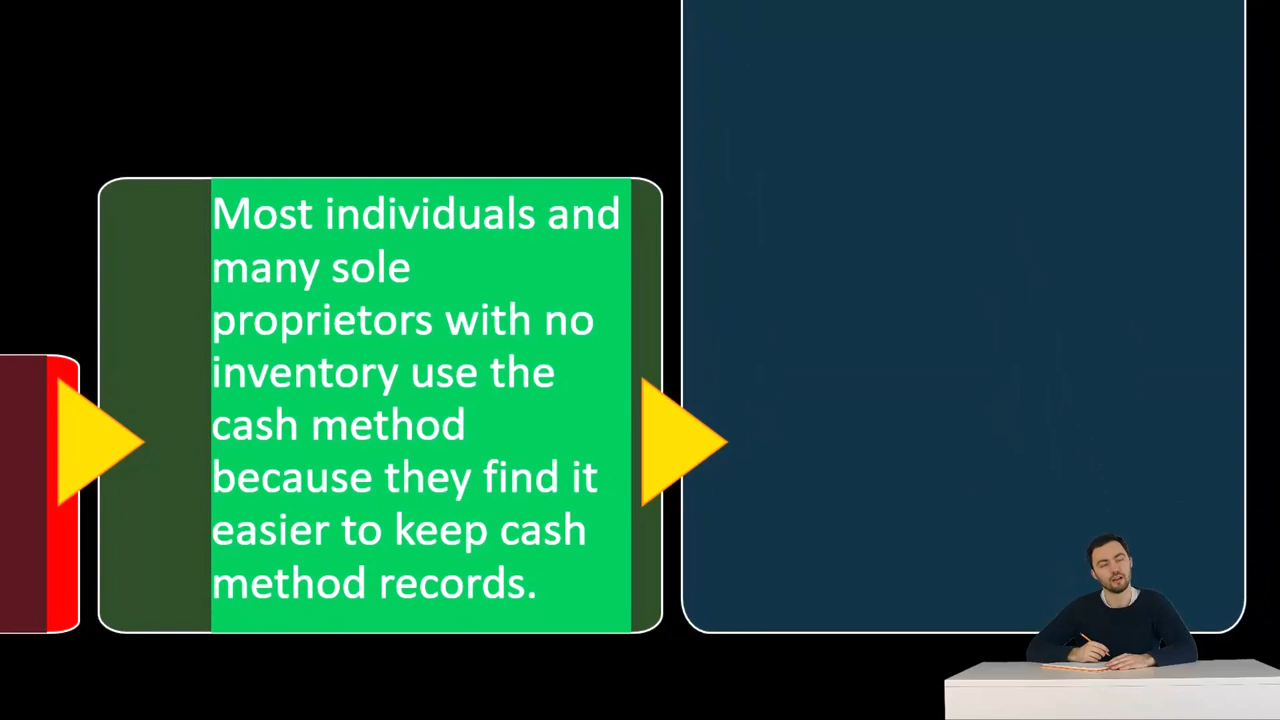 Most individuals and
many sole
proprietors with no
inventory use the
cash method
because they find it
easier to keep cash
method records.